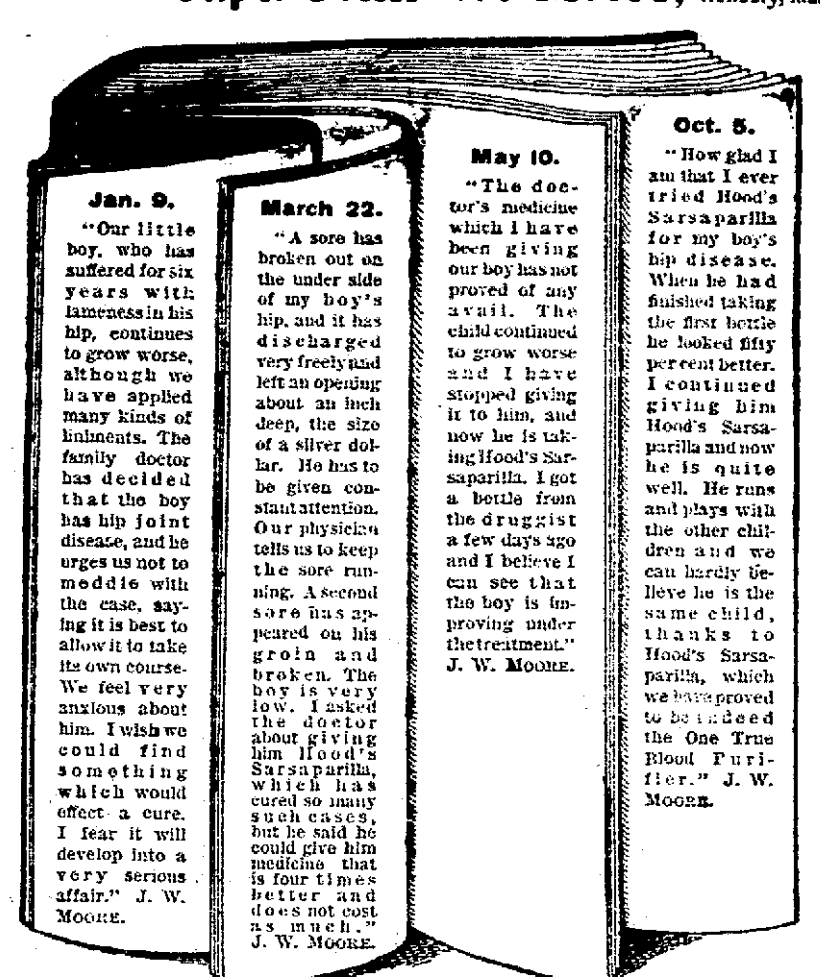 Jan. 9.
"Our little
boy, who has
suffered for six
years with
lameness in his
hip, continues
to grow worse,
although we
have applied
many kinds of
liniments. The
family doctor
has decided
that the boy
has hip joint
disease, and he
urges us not to
meddle with
the case, say-
ing it is best to
allow it to take
its own course.
We feel very
anxious about
him. I wish we
could find
something
which would
effect a cure.
I fear it will
develop into a
very serious
affair." J. W.
MOORE.
March 22.
"A sore has
broken out on
the under side
of my boy's
hip, and it has
discharged
very freely and
left an opening
about an inch
deep, the size
of a silver dol-
lar. He has to
be given con-
stant attention.
Our physician
tells us to keep
the sore run-
ning. A second
sore has ap-
peared on his
groin and
broken. The
boy is very
low. I asked
the doctor
about giving
him Hood's
Sarsaparilla,
which has
cured so many
such cases,
but he said he
could give him
medicine that
is four times
better and
does not cost
as much."
J. W. MOORE.
May 10.
"The doc-
tor's medicine
which I have
been giving
our boy has not
proved of any
avail. The
child continued
to grow worse
and I have
stopped giving
it to him, and
now he is tak-
ing Hood's Sar-
saparilla. I got
a bottle from
the druggist
a few days ago
and I believe I
can see that
the boy is im-
proving under
the treatment."
J. W. MOORE.
Oct. 5.
"How glad I
am that I ever
tried Hood's
Sarsaparilla
for my boy's
hip disease.
When he had
finished taking
the first bottle
he looked fifty
per cent better.
I continued
giving him
Hood's Sarsa-
parilla and now
he is quite
well. He runs
and plays with
the other chil-
dren and we
can hardly be-
lieve he is the
same child,
thanks to
Hood's Sarsa-
parilla, which
we have proved
to be indeed
the One True
Blood Puri-
fier." J. W.
MOORE.